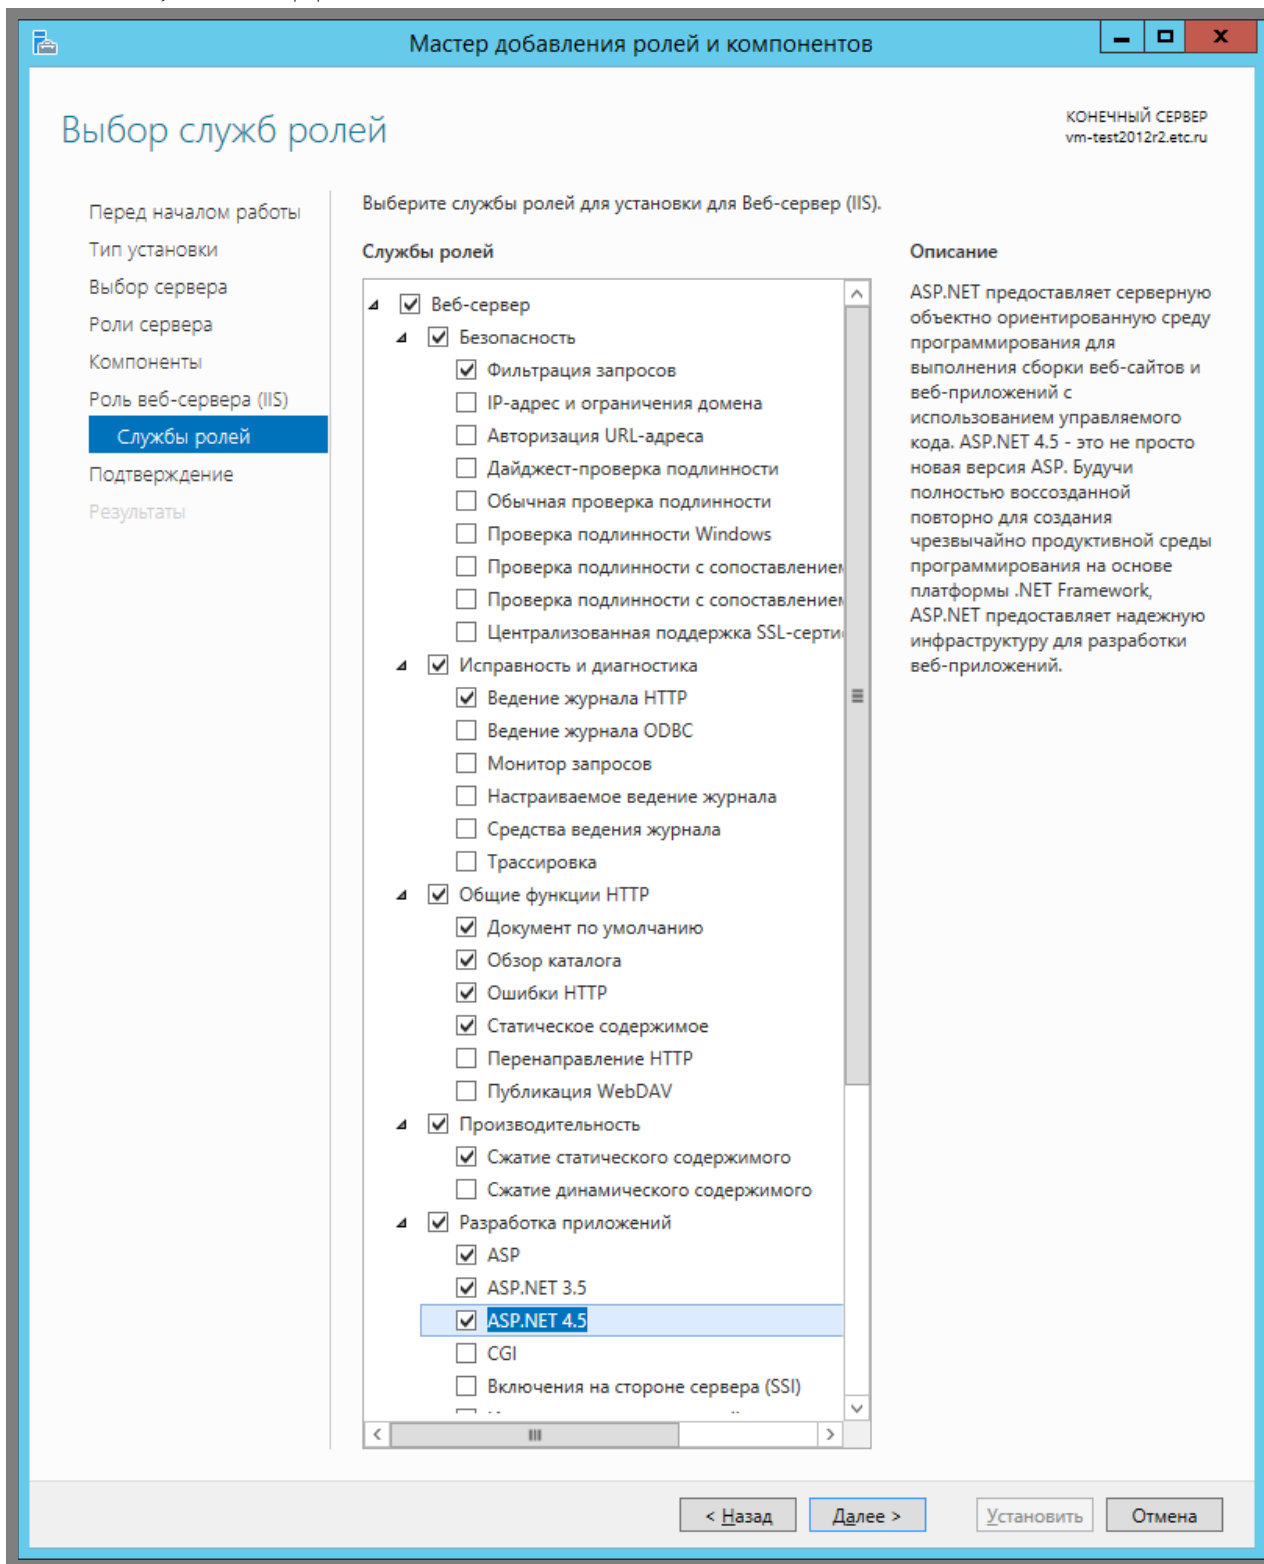 Мастер добавления ролей и компонентов
Выбор служб ролей
КОНЕЧНЫЙ СЕРВЕР
vm-test2012r2.etc.ru
Перед началом работы
Тип установки
Выбор сервера
Роли сервера
Компоненты
Роль веб-сервера (IIS)
Службы ролей
Подтверждение
Результаты
Выберите службы ролей для установки для Веб-сервер (IIS).
Службы ролей
Веб-сервер
Безопасность
Фильтрация запросов
IP-адрес и ограничения домена
Авторизация URL-адреса
Дайджест-проверка подлинности
Обычная проверка подлинности
Проверка подлинности Windows
Проверка подлинности с сопоставлением
Проверка подлинности с сопоставлением
Централизованная поддержка SSL-серти
Исправность и диагностика
Ведение журнала HTTP
Ведение журнала ODBC
Монитор запросов
Настраиваемое ведение журнала
Средства ведения журнала
Трассировка
Общие функции HTTP
Документ по умолчанию
Обзор каталога
Ошибки HTTP
Статическое содержимое
Перенаправление HTTP
Публикация WebDAV
Производительность
Сжатие статического содержимого
Сжатие динамического содержимого
Разработка приложений
ASP
ASP.NET 3.5
ASP.NET 4.5
CGI
Включения на стороне сервера (SSI)
Описание
ASP.NET предоставляет серверную
объектно ориентированную среду
программирования для
выполнения сборки веб-сайтов и
веб-приложений с
использованием управляемого
кода. ASP.NET 4.5 - это не просто
новая версия ASP. Будучи
полностью воссозданной
повторно для создания
чрезвычайно продуктивной среды
программирования на основе
платформы .NET Framework,
ASP.NET предоставляет надежную
инфраструктуру для разработки
веб-приложений.
< Назад
Далее >
Установить
Отмена